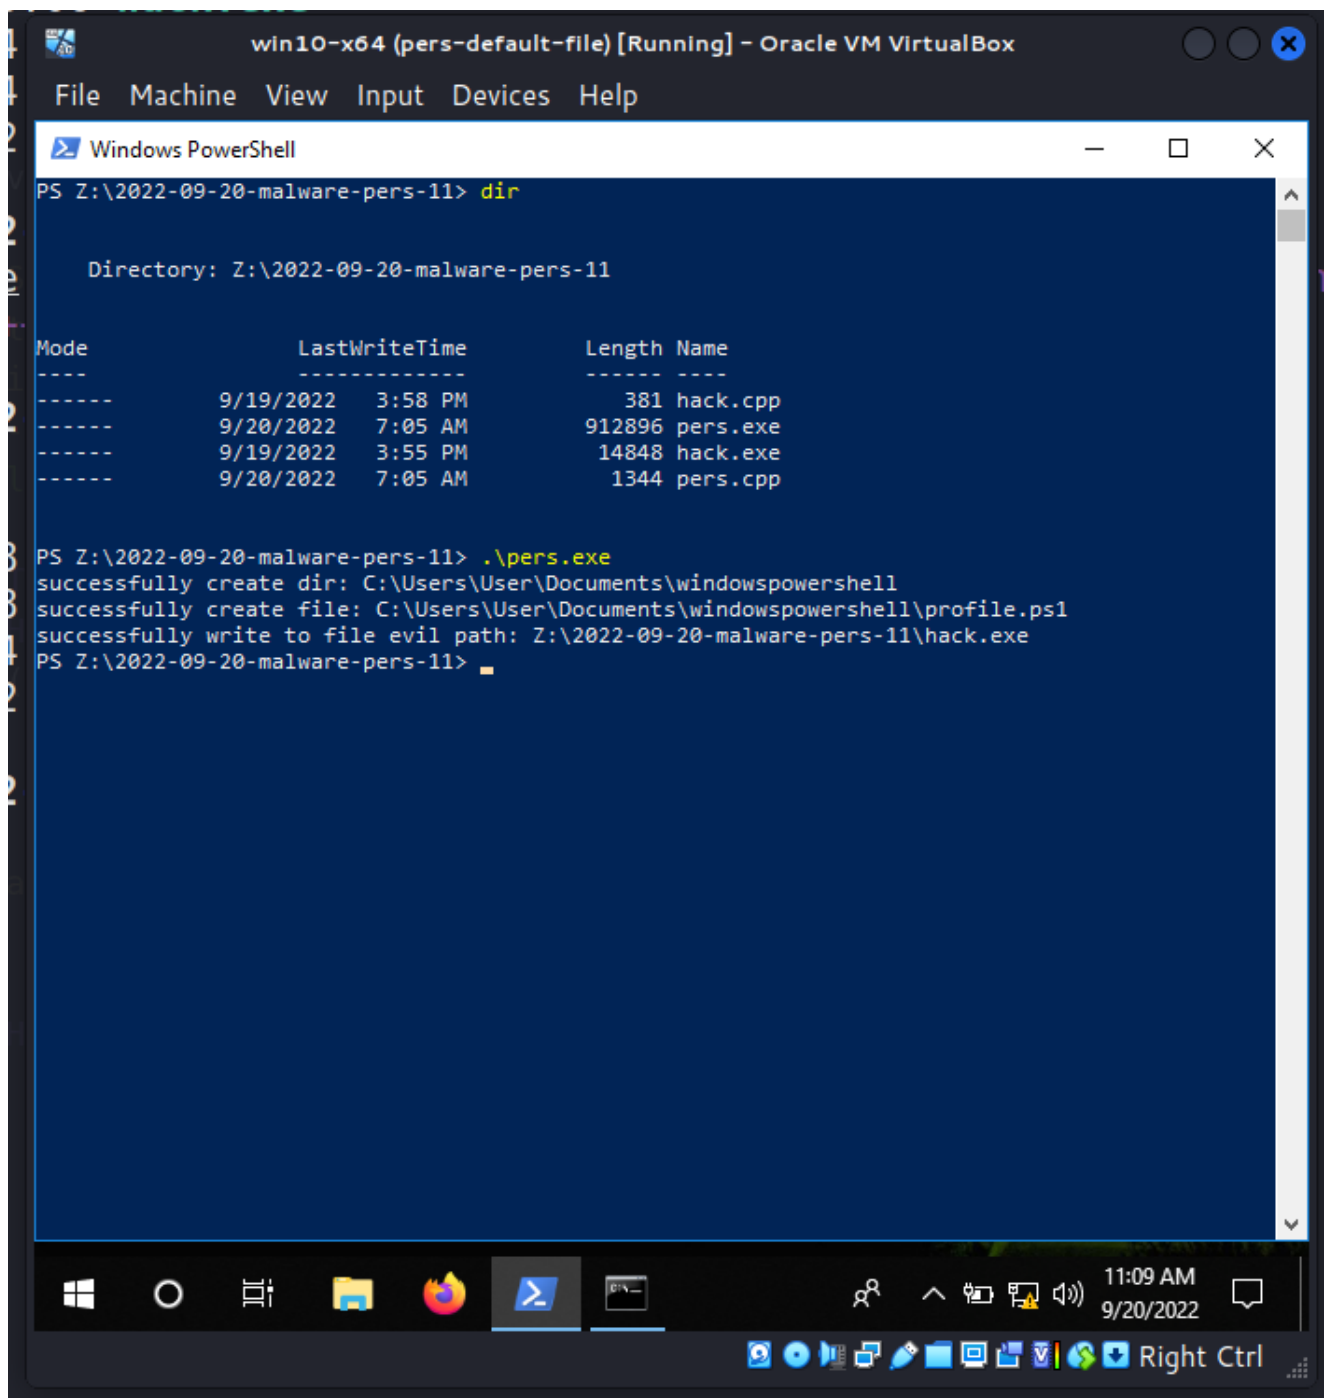 win10-x64 (pers-default-file) [Running] - Oracle VM VirtualBox
File Machine View Input Devices Help
Windows PowerShell
PS Z:\2022-09-20-malware-pers-11> dir
Directory: Z:\2022-09-20-malware-pers-11
Mode LastWriteTime Length Name
---- ------------- ------ ----
------ 9/19/2022 3:58 PM 381 hack.cpp
------ 9/20/2022 7:05 AM 912896 pers.exe
------ 9/19/2022 3:55 PM 14848 hack.exe
------ 9/20/2022 7:05 AM 1344 pers.cpp
PS Z:\2022-09-20-malware-pers-11> .\pers.exe
successfully create dir: C:\Users\User\Documents\windowspowershell
successfully create file: C:\Users\User\Documents\windowspowershell\profile.ps1
successfully write to file evil path: Z:\2022-09-20-malware-pers-11\hack.exe
PS Z:\2022-09-20-malware-pers-11>
11:09 AM
9/20/2022
Right Ctrl